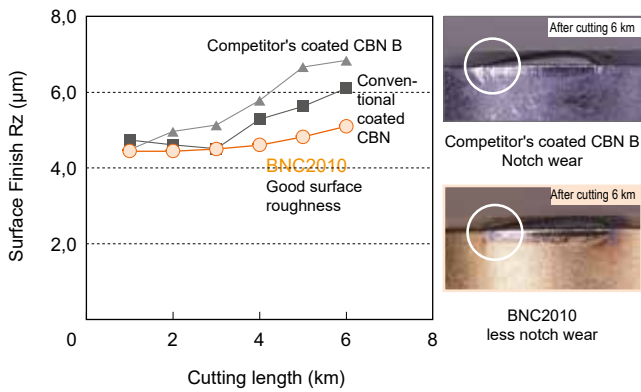 Surface Finish Rz (μm)
8,0
6,0
4,0
2,0
0
0
2
4
6
8
Cutting length (km)
Competitor's coated CBN B
Conven-
tional
coated
CBN
BNC2010
Good surface
roughness
After cutting 6 km
Competitor's coated CBN B
Notch wear
After cutting 6 km
BNC2010
less notch wear